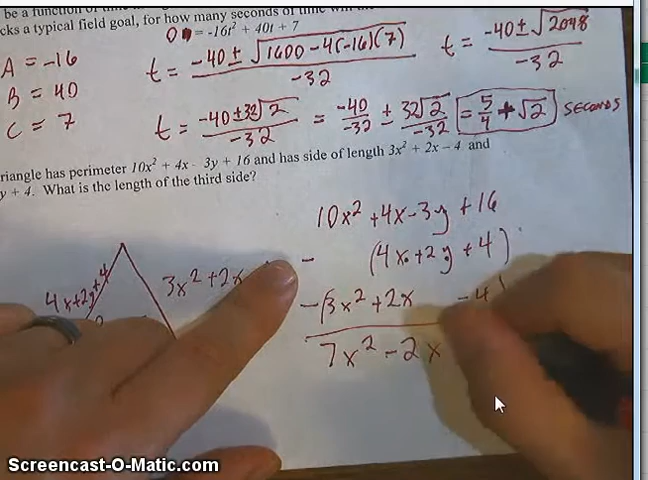 be a function of time
cks a typical field goal, for how many seconds of time will the
0 = -16t² + 40t + 7
A = -16
B = 40
C = 7
t = -40 ± √1600 - 4(-16)(7) / -32
t = -40 ± √2048 / -32
t = -40 ± 32√2 / -32 = -40/-32 ± 32√2/-32 = 5/4 + √2 SECONDS
riangle has perimeter 10x² + 4x - 3y + 16 and has side of length 3x² + 2x - 4 and
y + 4. What is the length of the third side?
10x² + 4x - 3y + 16
- (4x + 2y + 4)
- (3x² + 2x - 4)
7x² - 2x
4x + 2y + 4
3x² + 2x
Screencast-O-Matic.com